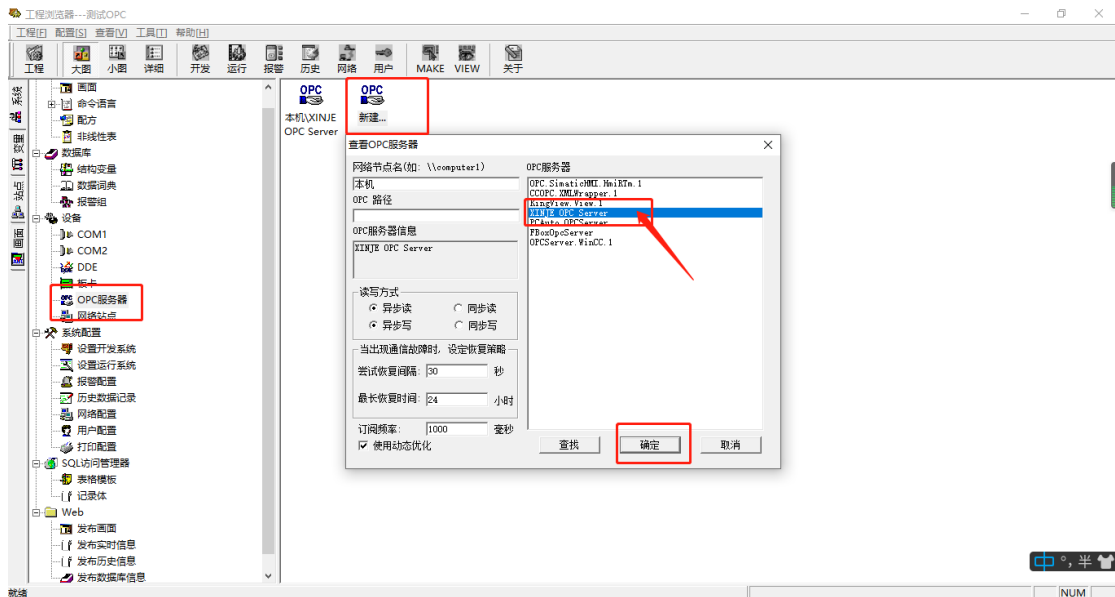 工程浏览器---测试OPC
工程[F] 配置[S] 查看[V] 工具[T] 帮助[H]
工程 大图 小图 详细 开发 运行 报警 历史 网络 用户 MAKE VIEW 关于
系统
变量
站点
画面
画面
命令语言
配方
非线性表
数据库
结构变量
数据词典
报警组
设备
COM1
COM2
DDE
板卡
OPC服务器
网络站点
系统配置
设置开发系统
设置运行系统
报警配置
历史数据记录
网络配置
用户配置
打印配置
SQL访问管理器
表格模板
记录体
Web
发布画面
发布实时信息
发布历史信息
发布数据库信息
OPC
本机\XINJE
OPC Server
OPC
新建...
查看OPC服务器
网络节点名(如: \\computer1)
本机
OPC 路径
OPC服务器信息
XINJE OPC Server
读写方式
异步读 同步读
异步写 同步写
当出现通信故障时, 设定恢复策略
尝试恢复间隔: 30 秒
最长恢复时间: 24 小时
订阅频率: 1000 毫秒
使用动态优化
OPC服务器
OPC.SimaticHMI.HmiRTm.1
CCOPC.XMLWrapper.1
KingView.View.1
XINJE OPC Server
PCAuto.OPCServer
FBoxOpcServer
OPCServer.WinCC.1
查找 确定 取消
中 °, 半
就绪
NUM